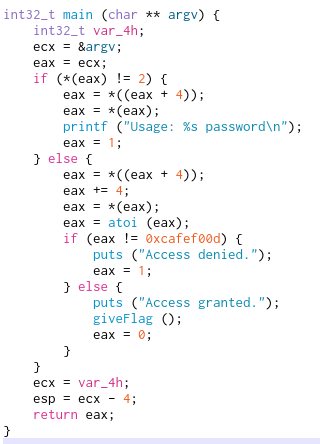 int32_t main (char ** argv) {
    int32_t var_4h;
    ecx = &argv;
    eax = ecx;
    if (*(eax) != 2) {
        eax = *((eax + 4));
        eax = *(eax);
        printf ("Usage: %s password\n");
        eax = 1;
    } else {
        eax = *((eax + 4));
        eax += 4;
        eax = *(eax);
        eax = atoi (eax);
        if (eax != 0xcafef00d) {
            puts ("Access denied.");
            eax = 1;
        } else {
            puts ("Access granted.");
            giveFlag ();
            eax = 0;
        }
    }
    ecx = var_4h;
    esp = ecx - 4;
    return eax;
}